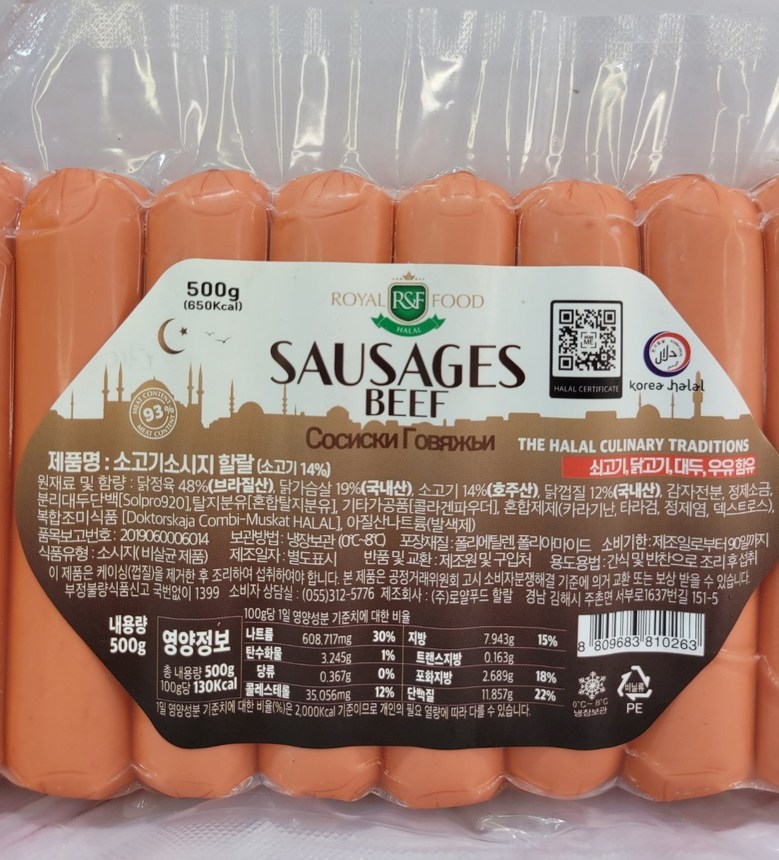 500g
(650Kcal)
ROYAL R&F FOOD
HALAL
SAUSAGES
BEEF
Сосиски Говяжьи
MEAT CONTENT
93%
MEAT CONTENT
HALAL CERTIFICATE
korea halal
حلال
THE HALAL CULINARY TRADITIONS
쇠고기, 닭고기, 대두, 우유 함유
제품명 : 소고기소시지 할랄 (소고기 14%)
원재료 및 함량 : 닭정육 48%(브라질산), 닭가슴살 19%(국내산), 소고기 14%(호주산), 닭껍질 12%(국내산), 감자전분, 정제소금,
분리대두단백[Solpro920], 탈지분유[혼합탈지분유], 기타가공품[콜라겐파우더], 혼합제제(카라기난, 타라검, 정제염, 덱스트로스),
복합조미식품 [Doktorskaja Combi-Muskat HALAL], 아질산나트륨(발색제)
품목보고번호 : 2019060006014 보관방법 : 냉장보관 (0℃-8℃) 포장재질 : 폴리에틸렌, 폴리아마이드 소비기한 : 제조일로부터 90일까지
식품유형 : 소시지( 비살균 제품) 제조일자 : 별도표시 반품 및 교환 : 제조원 및 구입처 용도용법 : 간식 및 반찬으로 조리 후 섭취
이 제품은 케이싱(껍질)을 제거한 후 조리하여 섭취하여야 합니다. 본 제품은 공정거래위원회 고시 소비자분쟁해결 기준에 의거 교환 또는 보상 받을 수 있습니다.
부정불량식품신고 국번없이 1399 소비자 상담실 : (055)312-5776 제조회사 : (주)로얄푸드 할랄 경남 김해시 주촌면 서부로1637번길 151-5
내용량
500g
영양정보
총 내용량 500g
100g당 130Kcal
100g당 1일 영양성분 기준치에 대한 비율
나트륨 608.717mg 30% 지방 7.943g 15%
탄수화물 3.245g 1% 트랜스지방 0.163g
당류 0.367g 0% 포화지방 2.689g 18%
콜레스테롤 35.056mg 12% 단백질 11.857g 22%
1일 영양성분 기준치에 대한 비율(%)은 2,000Kcal 기준이므로 개인의 필요 열량에 따라 다를 수 있습니다.
8 809683 810263
0℃~8℃
냉장보관
비닐류
PE